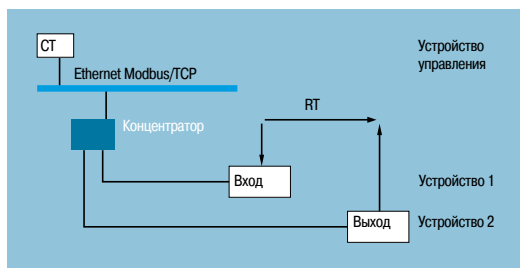 СТ
Устройство
управления
Ethernet Modbus/TCP
RT
Концентратор
Вход
Устройство 1
Выход
Устройство 2